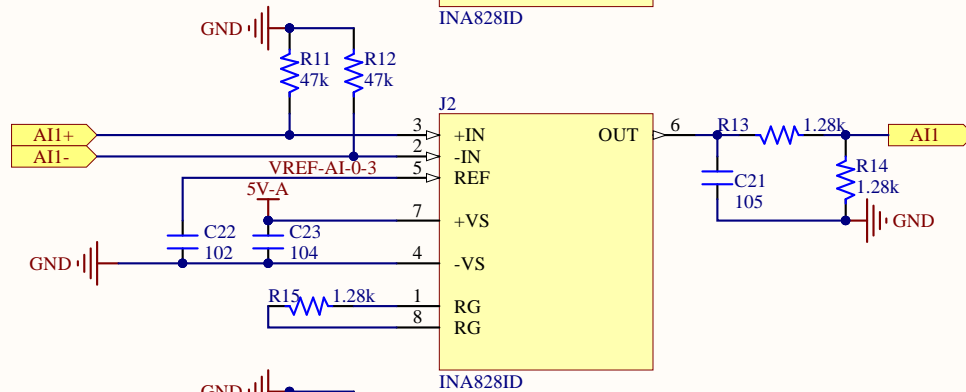 INA828ID
GND
R11
47k
R12
47k
J2
AI1+
AI1-
3
+IN
OUT
6
R13
1.28k
AI1
2
-IN
VREF-AI-0-3
5
REF
C21
105
R14
1.28k
5V-A
7
+VS
GND
C22
102
C23
104
GND
4
-VS
R15
1.28k
1
RG
8
RG
INA828ID
GND